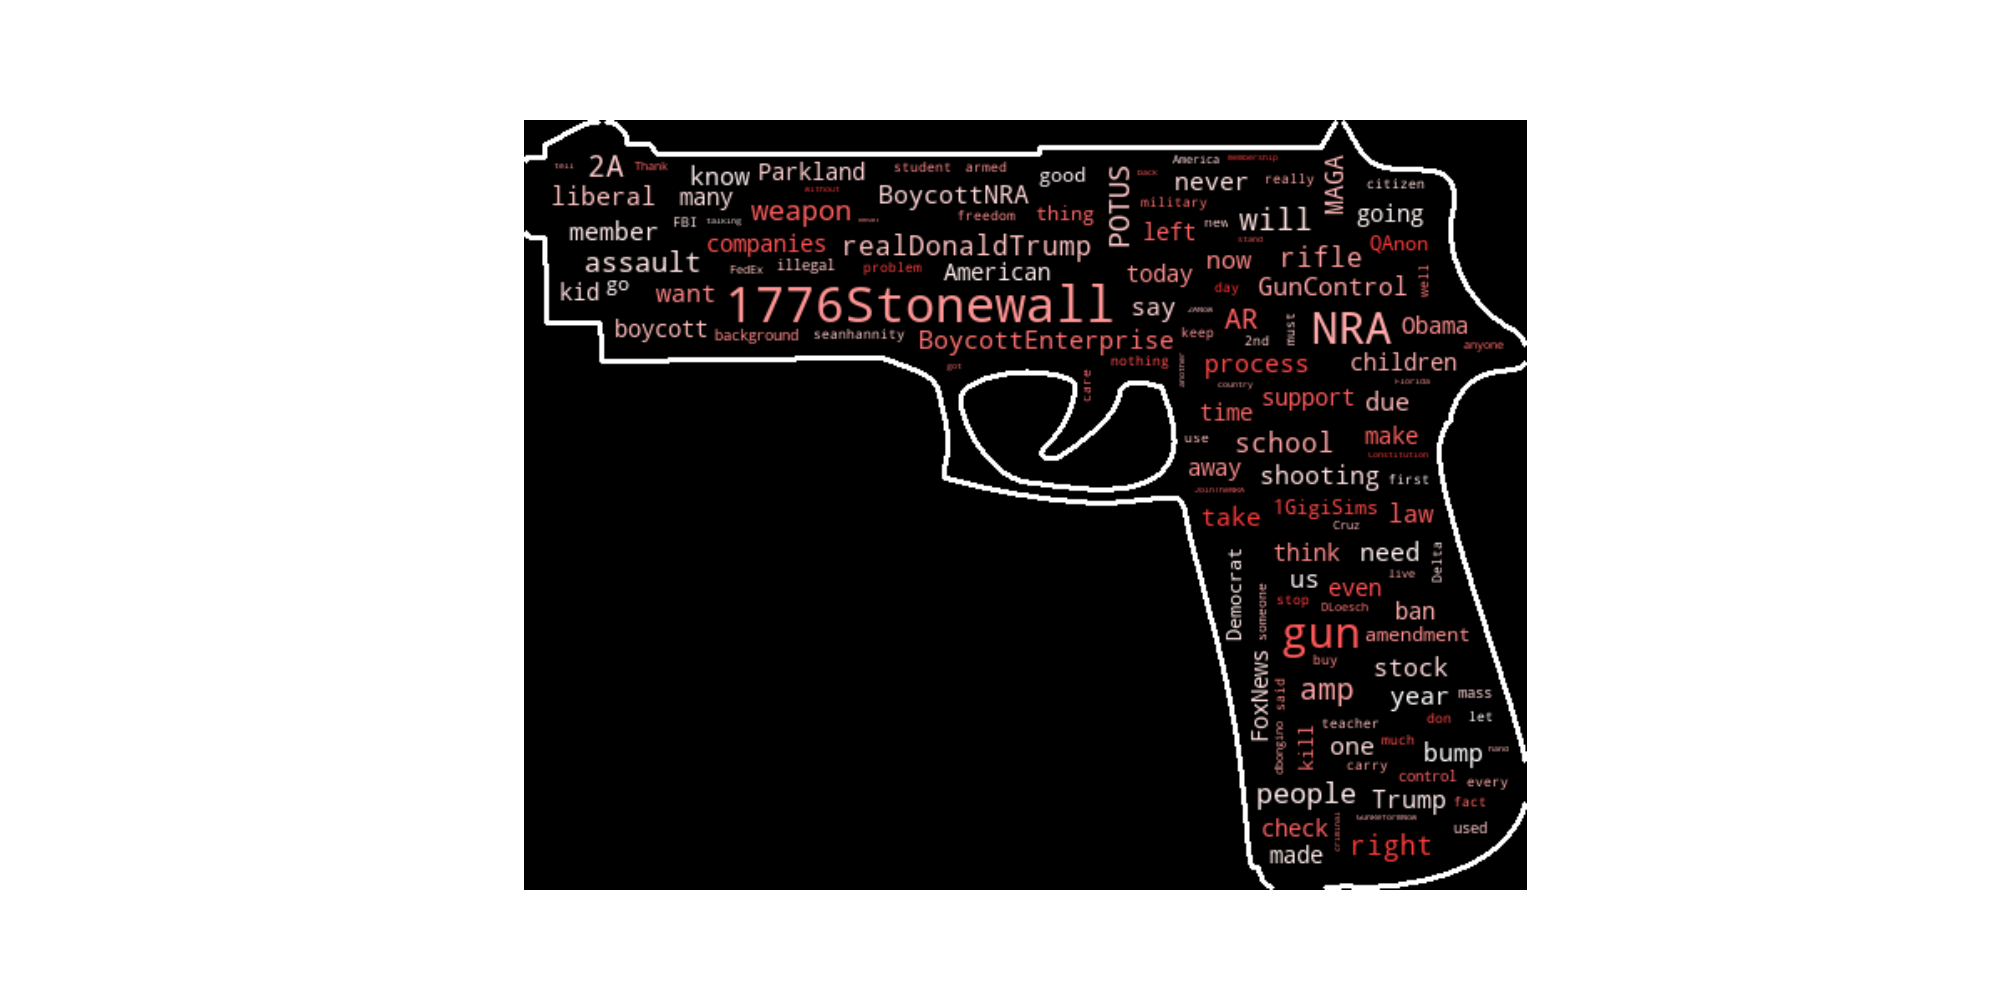 tell 2A Thank know Parkland student armed good POTUS back America membership MAGA
liberal many without BoycottNRA never really citizen
member FBI talking weapon freedom thing military new will going
companies realDonaldTrump left stand QAnon
assault FedEx illegal problem American today now rifle well
kid go want 1776Stonewall say day GunControl
boycott background seanhannity BoycottEnterprise keep AR 2nd must NRA Obama
got care nothing another process children anyone
country Florida
time support due
use school make
away shooting Constitution first
JoinTheNRA
take 1GigiSims law
Cruz
Democrat think need Delta
us even live
someone stop DLoesch ban
gun amendment
FoxNews buy stock
said amp year mass
teacher don let
dbongino kill one much bump
carry control every
people Trump fact
check criminal GunReformNow used
made right